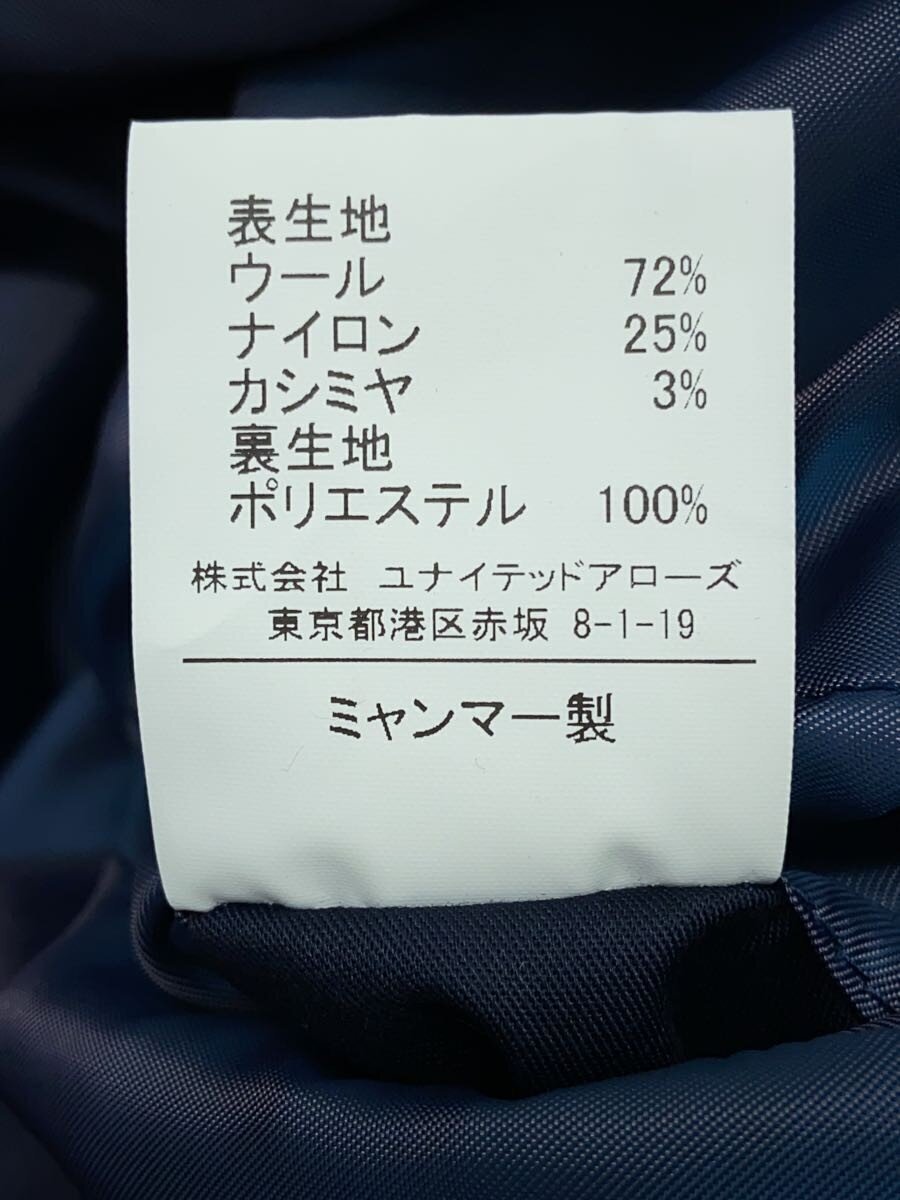 表生地
ウール 72%
ナイロン 25%
カシミヤ 3%
裏生地
ポリエステル 100%
株式会社 ユナイテッドアローズ
東京都港区赤坂 8-1-19
ミャンマー製